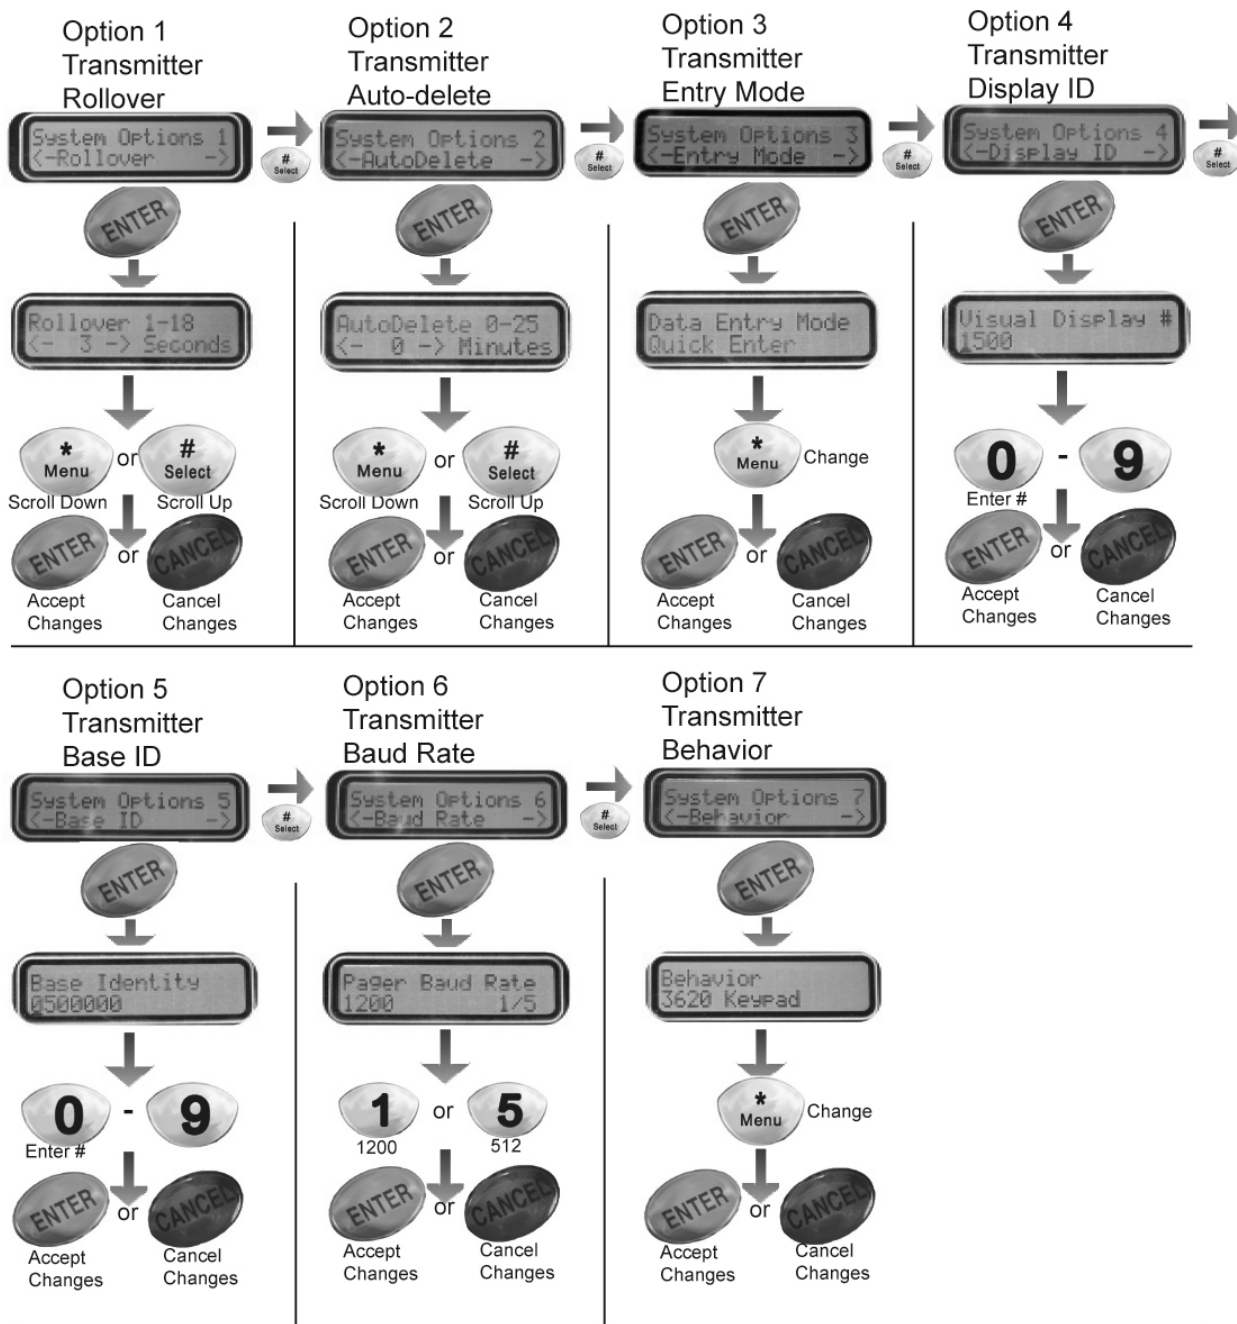 Option 1
Transmitter
Rollover
System Options 1
<-Rollover ->
#
Select
ENTER
Rollover 1-18
<- 3 -> Seconds
*
Menu
or
#
Select
Scroll Down
Scroll Up
ENTER
or
CANCEL
Accept
Changes
Cancel
Changes
Option 2
Transmitter
Auto-delete
System Options 2
<-AutoDelete ->
#
Select
ENTER
AutoDelete 0-25
<- 0 -> Minutes
*
Menu
or
#
Select
Scroll Down
Scroll Up
ENTER
or
CANCEL
Accept
Changes
Cancel
Changes
Option 3
Transmitter
Entry Mode
System Options 3
<-Entry Mode ->
#
Select
ENTER
Data Entry Mode
Quick Enter
*
Menu
Change
ENTER
or
CANCEL
Accept
Changes
Cancel
Changes
Option 4
Transmitter
Display ID
System Options 4
<-Display ID ->
#
Select
ENTER
Visual Display #
1500
0 - 9
Enter #
ENTER
or
CANCEL
Accept
Changes
Cancel
Changes
Option 5
Transmitter
Base ID
System Options 5
<-Base ID ->
#
Select
ENTER
Base Identity
0500000
0 - 9
Enter #
ENTER
or
CANCEL
Accept
Changes
Cancel
Changes
Option 6
Transmitter
Baud Rate
System Options 6
<-Baud Rate ->
#
Select
ENTER
Pager Baud Rate
1200 1/5
1 or 5
1200
512
ENTER
or
CANCEL
Accept
Changes
Cancel
Changes
Option 7
Transmitter
Behavior
System Options 7
<-Behavior ->
ENTER
Behavior
3620 Keypad
*
Menu
Change
ENTER
or
CANCEL
Accept
Changes
Cancel
Changes